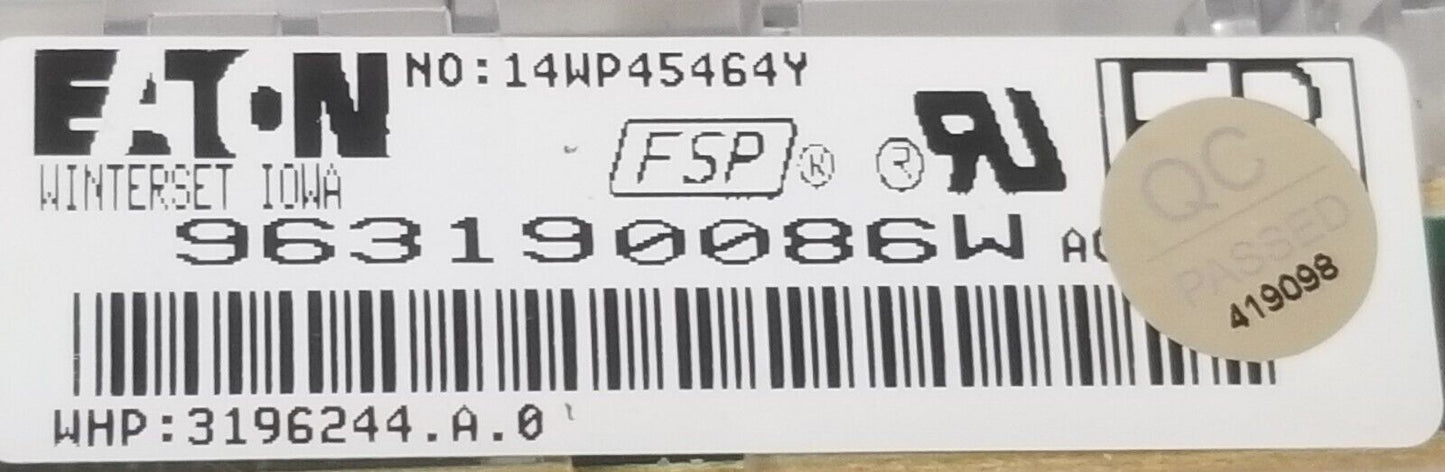 EATON NO:14WP45464Y
WINTERSET IOWA
FSP® ®
963190086W
QC
PASSED
419098
WHP:3196244.A.0